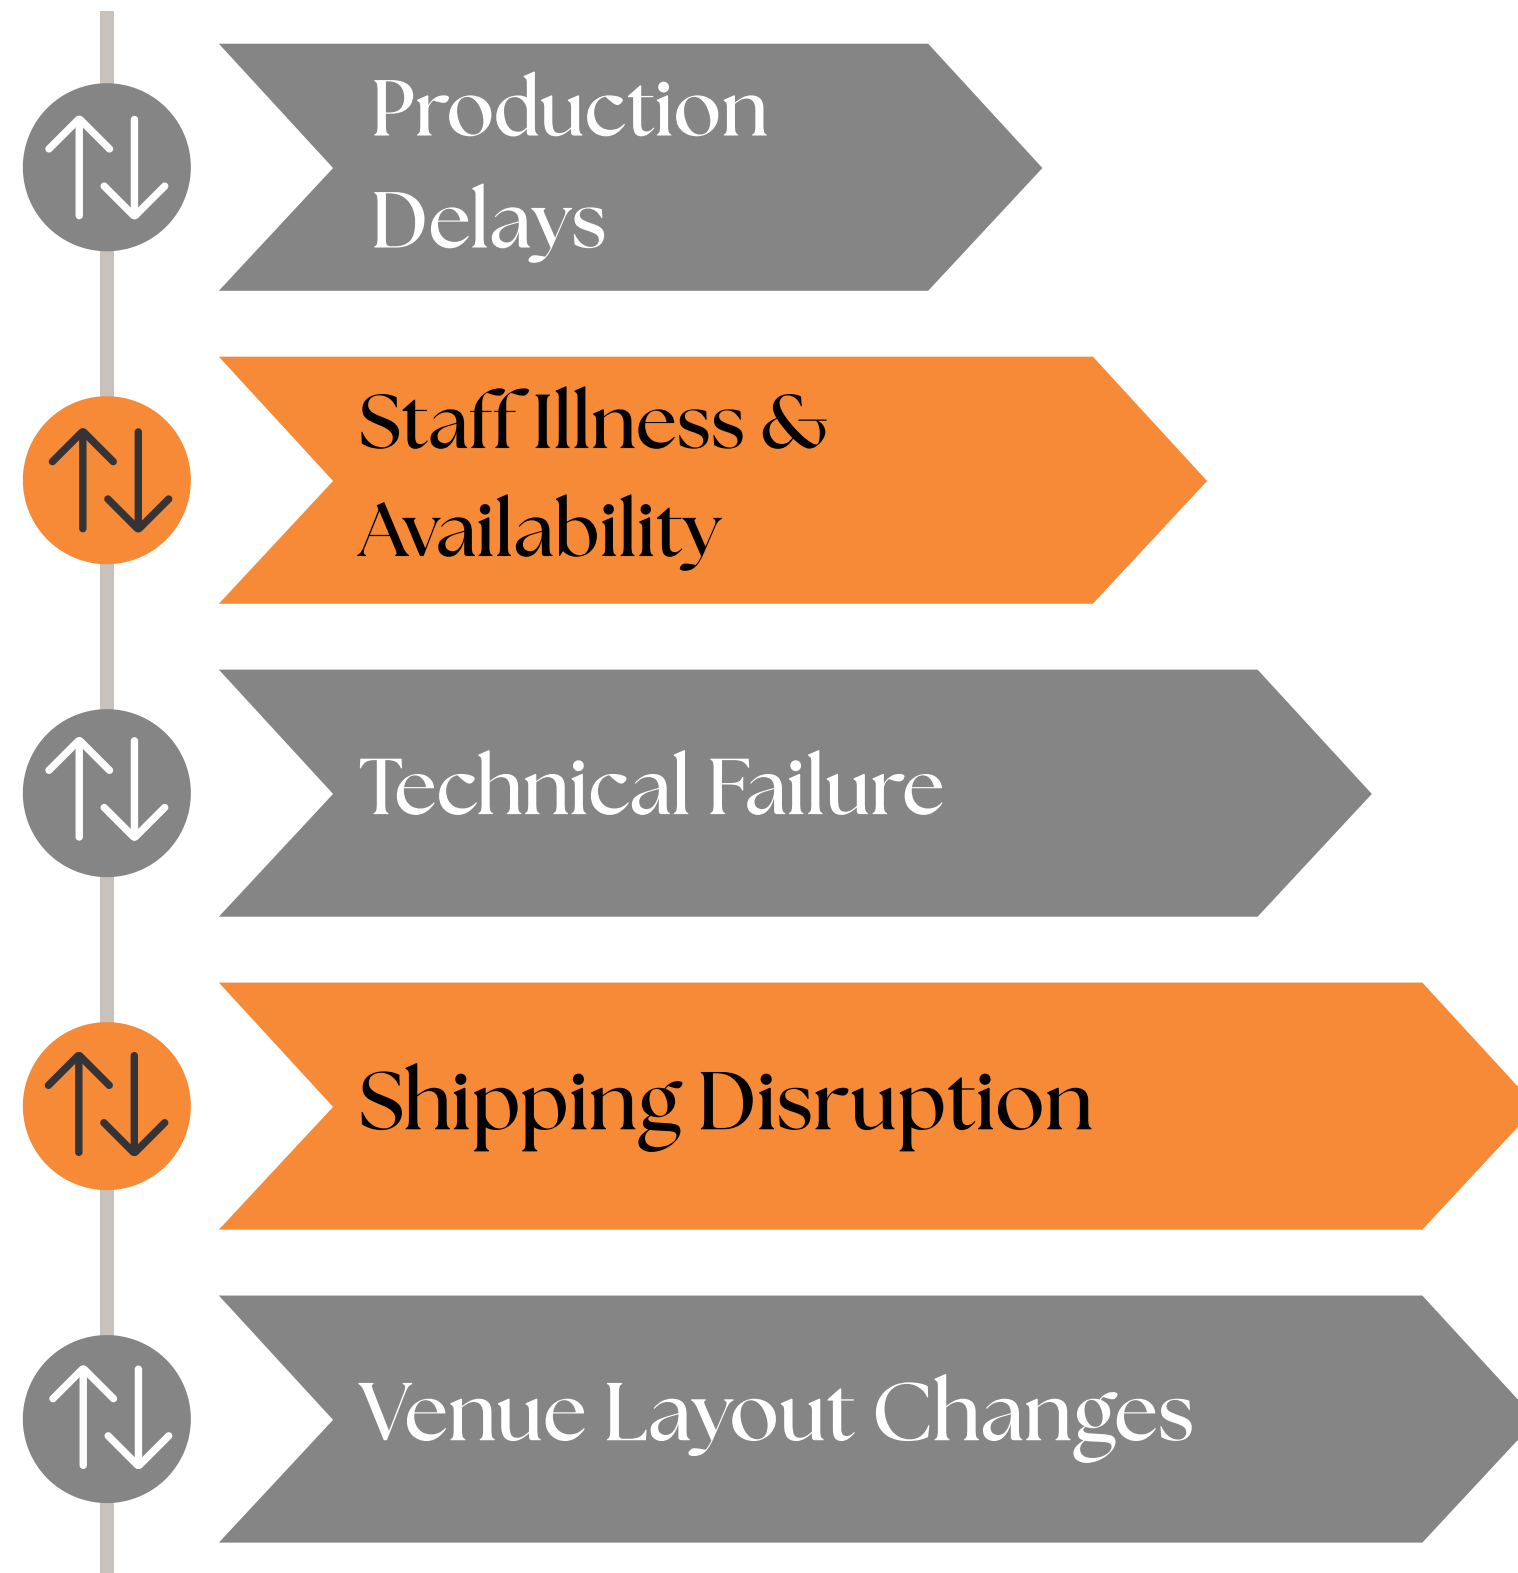 Production
Delays
Staff Illness &
Availability
Technical Failure
Shipping Disruption
Venue Layout Changes